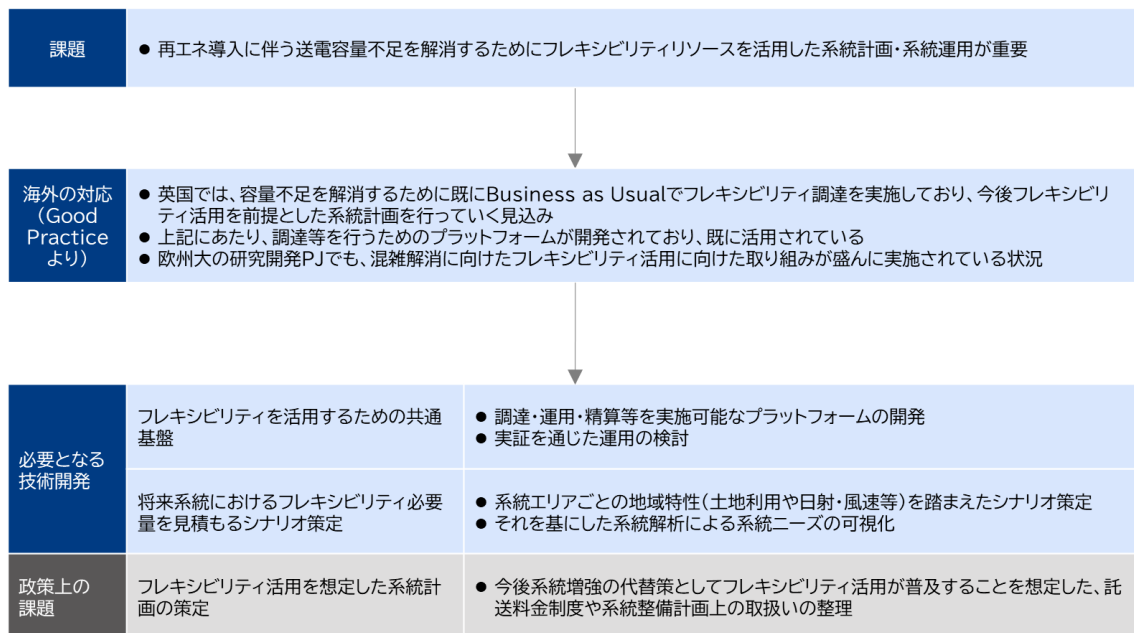 課題
● 再エネ導入に伴う送電容量不足を解消するためにフレキシビリティリソースを活用した系統計画・系統運用が重要
海外の対応
（Good
Practice
より）
● 英国では、容量不足を解消するために既にBusiness as Usualでフレキシビリティ調達を実施しており、今後フレキシビリ
ティ活用を前提とした系統計画を行っていく見込み
● 上記にあたり、調達等を行うためのプラットフォームが開発されており、既に活用されている
● 欧州大の研究開発PJでも、混雑解消に向けたフレキシビリティ活用に向けた取り組みが盛んに実施されている状況
必要となる
技術開発
フレキシビリティを活用するための共通
基盤
● 調達・運用・精算等を実施可能なプラットフォームの開発
● 実証を通じた運用の検討
将来系統におけるフレキシビリティ必要
量を見積もるシナリオ策定
● 系統エリアごとの地域特性（土地利用や日射・風速等）を踏まえたシナリオ策定
● それを基にした系統解析による系統ニーズの可視化
政策上の
課題
フレキシビリティ活用を想定した系統計
画の策定
● 今後系統増強の代替策としてフレキシビリティ活用が普及することを想定した、託
送料金制度や系統整備計画上の取扱いの整理